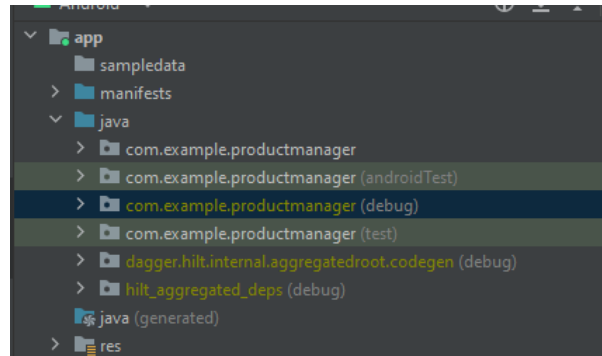 Android
app
sampledata
manifests
java
com.example.productmanager
com.example.productmanager (androidTest)
com.example.productmanager (debug)
com.example.productmanager (test)
dagger.hilt.internal.aggregatedroot.codegen (debug)
hilt_aggregated_deps (debug)
java (generated)
res